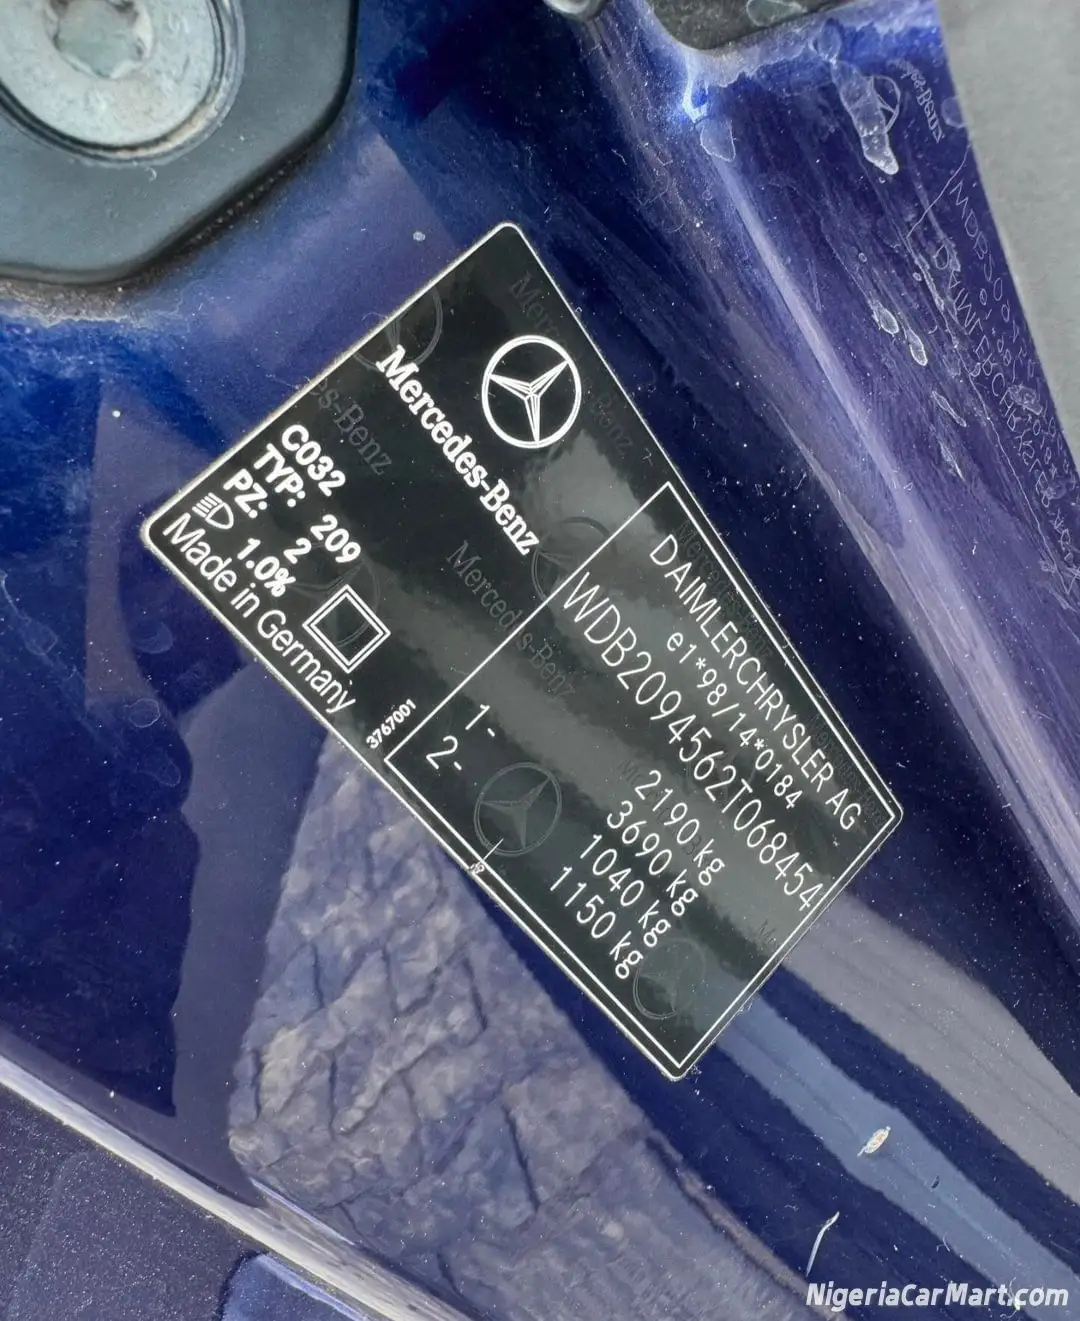 Mercedes-Benz
C032
TYP: 209
PZ: 2
1.0%
Made in Germany
3767001
DAIMLERCHRYSLER AG
e1*98/14*0184
WDB2094562T068454
2190 kg
3690 kg
1- 1040 kg
2- 1150 kg
NigeriaCarMart.com